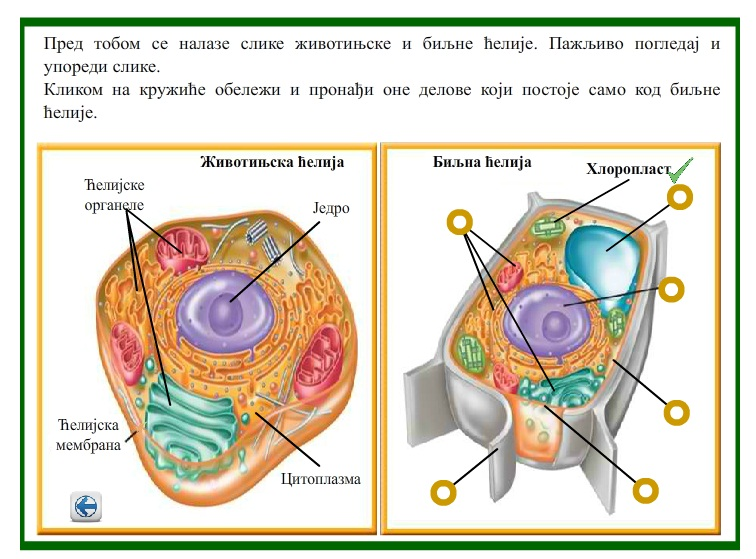 Пред тобом се налазе слике животињске и биљне ћелије. Пажљиво погледај и
упореди слике.
Кликом на кружиће обележи и пронађи оне делове који постоје само код биљне
ћелије.
Животињска ћелија
Ћелијске
органеле
Једро
Ћелијска
мембрана
Цитоплазма
Биљна ћелија
Хлоропласт